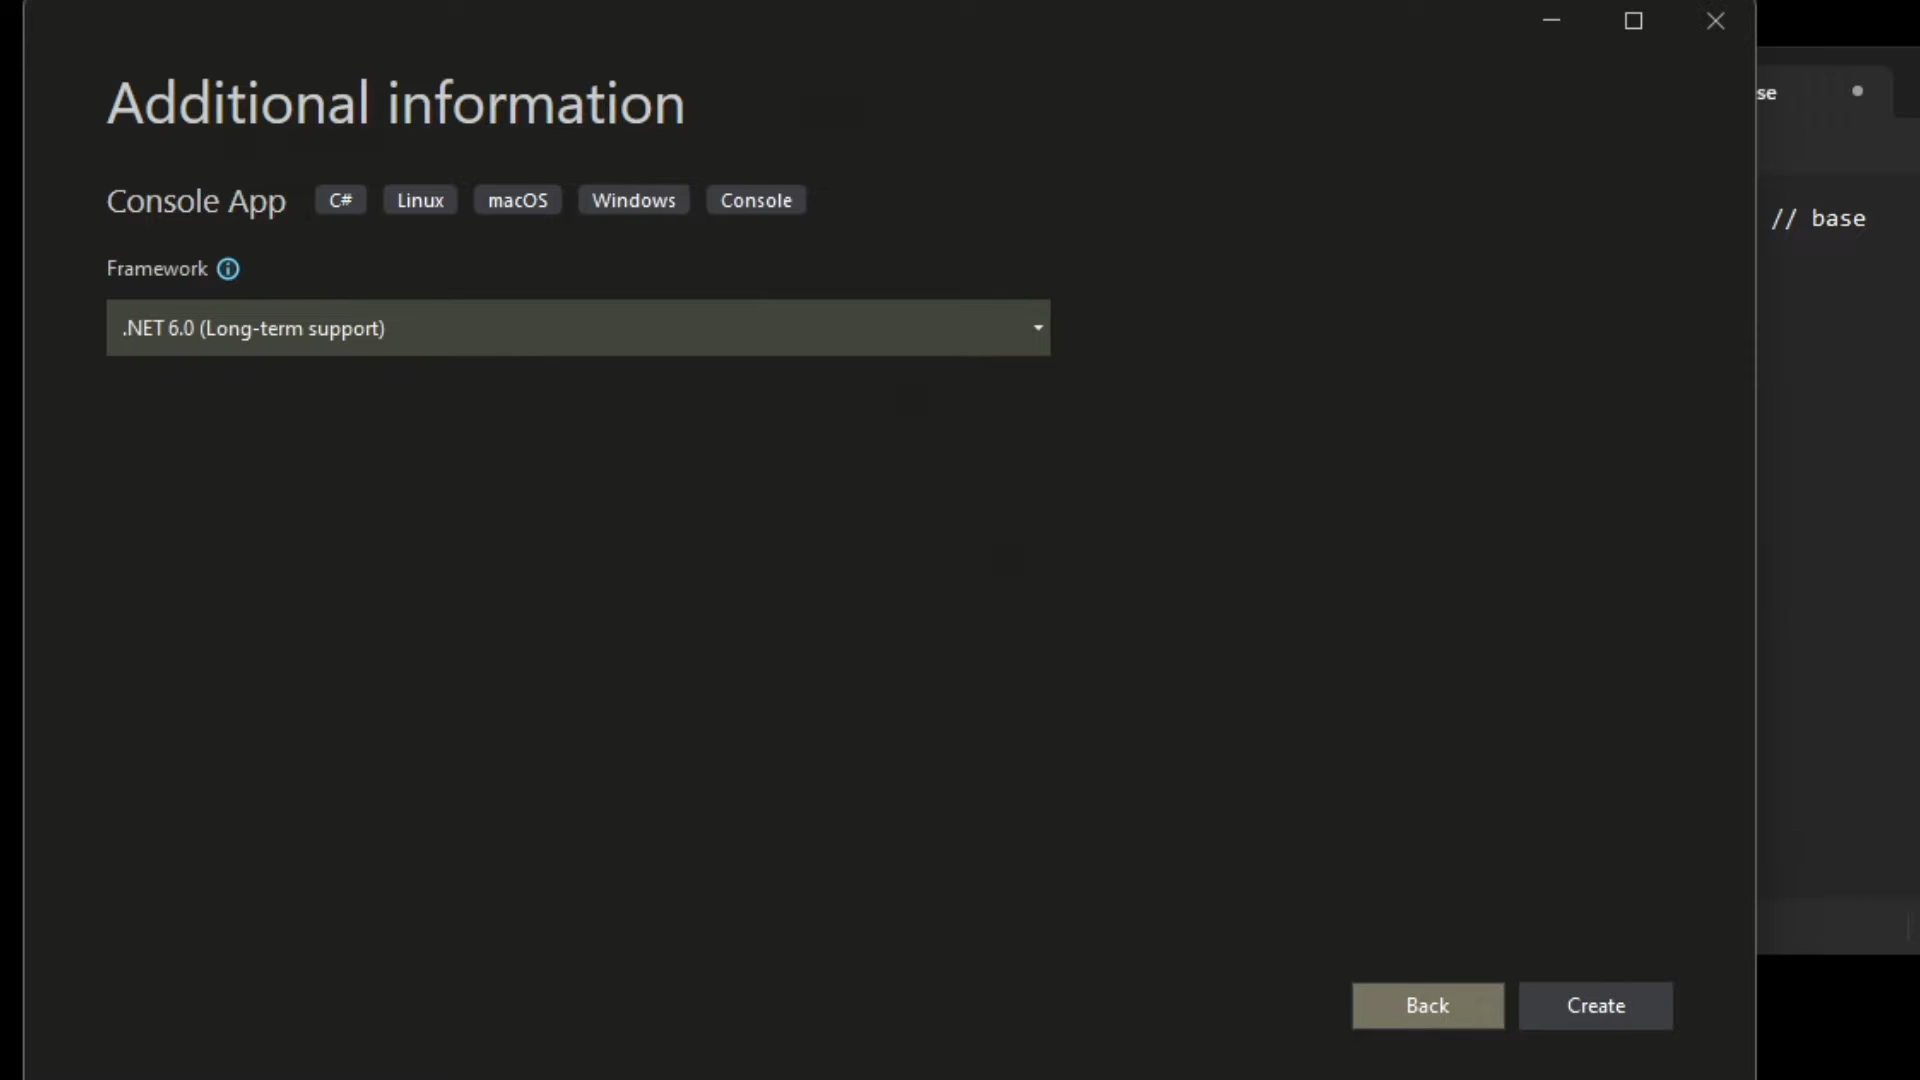 Additional information
Console App C# Linux macOS Windows Console
Framework
.NET 6.0 (Long-term support)
Back Create
se
// base